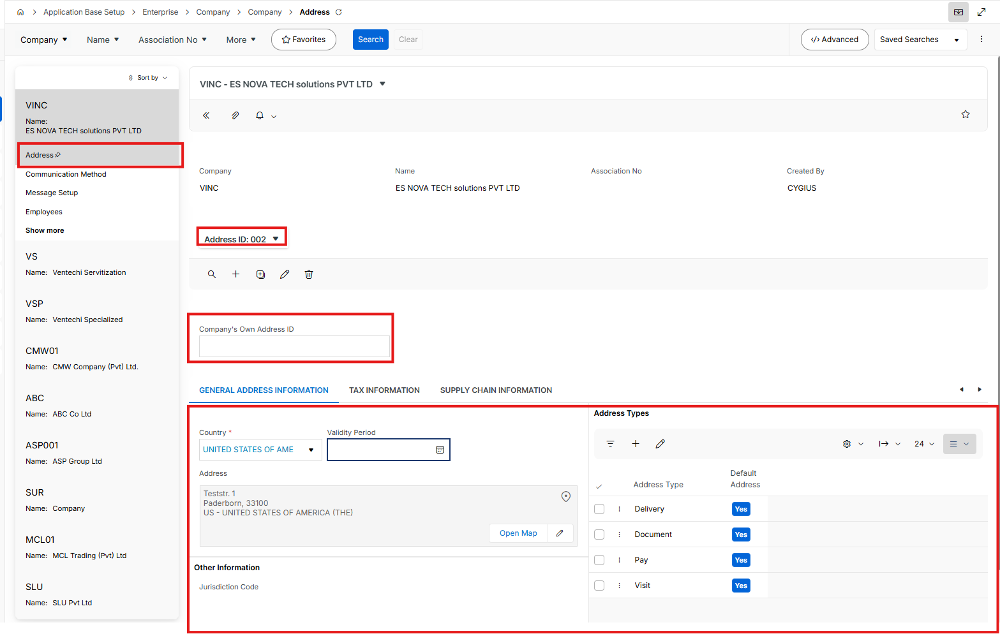 Application Base Setup > Enterprise > Company > Company > Address
Company Name Association No More Favorites Search Clear </> Advanced Saved Searches
Sort by
VINC
Name:
ES NOVA TECH solutions PVT LTD
Address
Communication Method
Message Setup
Employees
Show more
VS
Name: Ventechi Servitization
VSP
Name: Ventechi Specialized
CMW01
Name: CMW Company (Pvt) Ltd.
ABC
Name: ABC Co Ltd
ASP001
Name: ASP Group Ltd
SUR
Name: Company
MCL01
Name: MCL Trading (Pvt) Ltd
SLU
Name: SLU Pvt Ltd
VINC - ES NOVA TECH solutions PVT LTD
Company Name Association No Created By
VINC ES NOVA TECH solutions PVT LTD CYGIUS
Address ID: 002
Company's Own Address ID
GENERAL ADDRESS INFORMATION TAX INFORMATION SUPPLY CHAIN INFORMATION
Country * Validity Period
UNITED STATES OF AME
Address
Teststr. 1
Paderborn, 33100
US - UNITED STATES OF AMERICA (THE)
Open Map
Other Information
Jurisdiction Code
Address Types
24
Address Type Default Address
Delivery Yes
Document Yes
Pay Yes
Visit Yes